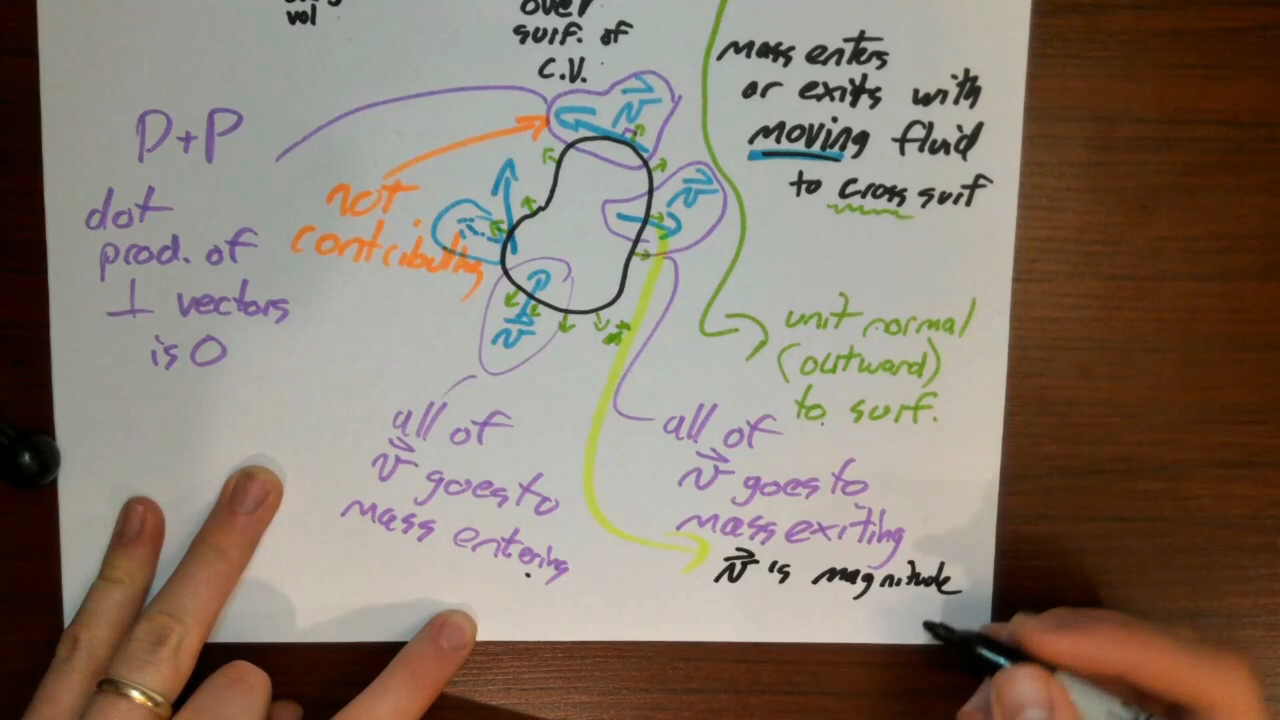 vol
over
surf. of
C.V.
mass enters
or exits with
moving fluid
to cross surf
D+P
dot
prod. of
⊥ vectors
is 0
not
contributing
v⃗
v⃗
v⃗
unit normal
(outward)
to surf.
all of
v⃗ goes to
mass entering
all of
v⃗ goes to
mass exiting
v⃗ is magnitude